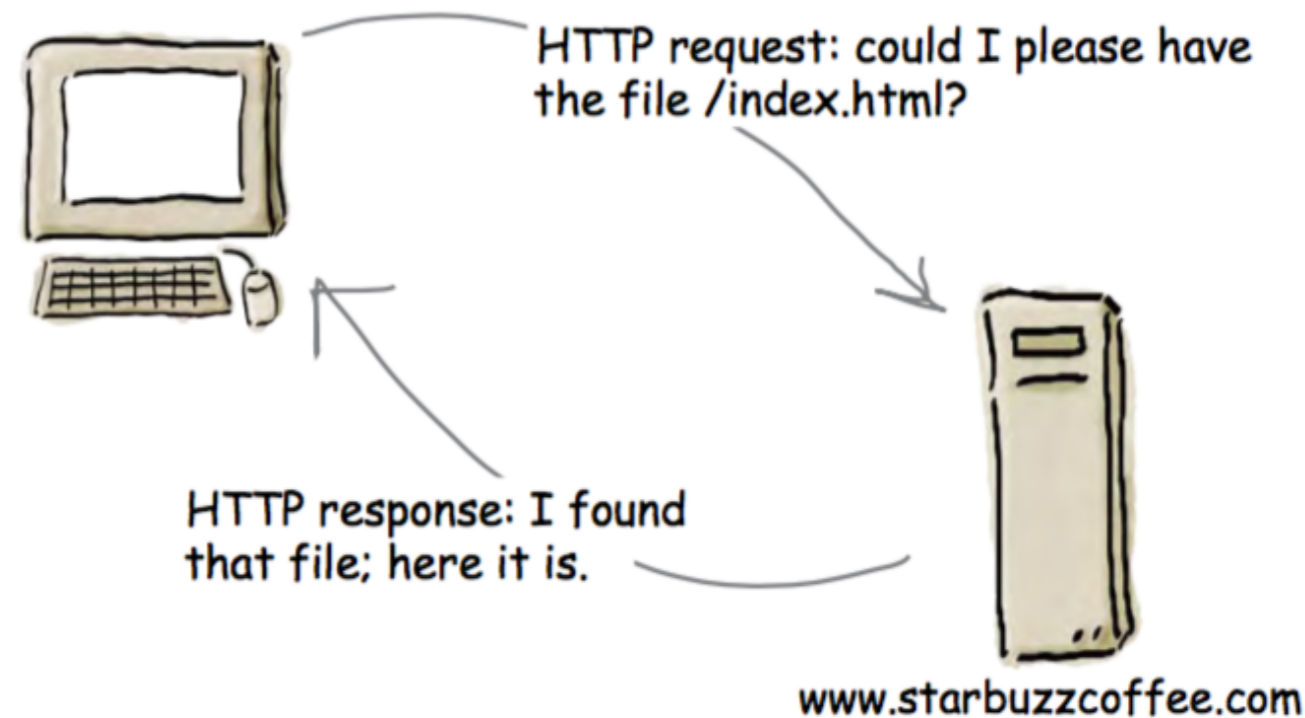 HTTP request: could I please have
the file /index.html?
HTTP response: I found
that file; here it is.
www.starbuzzcoffee.com